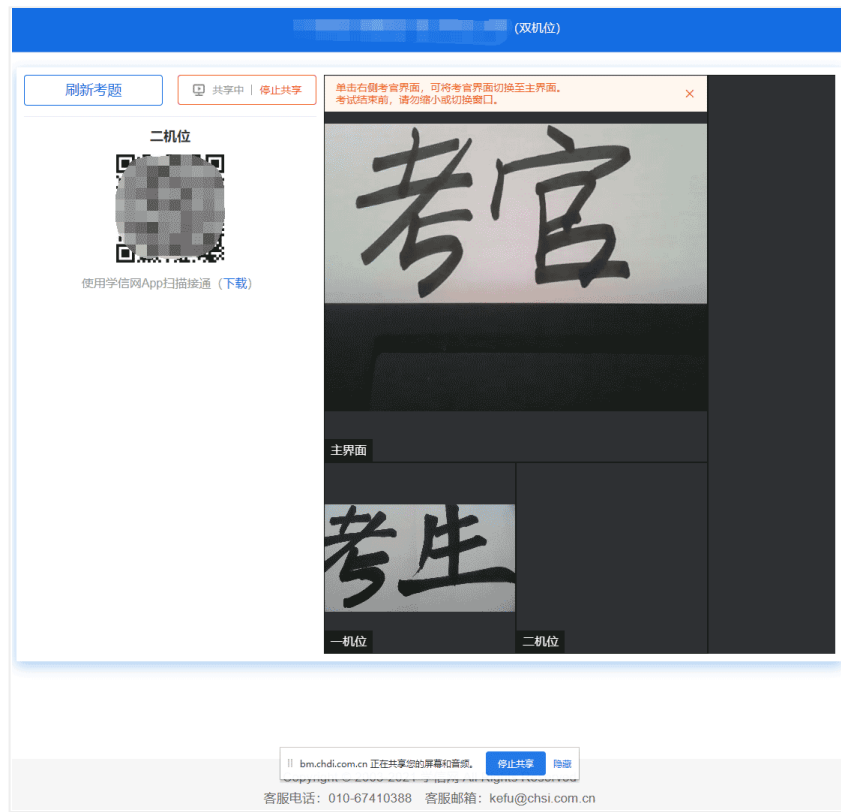 (双机位)
刷新考题
共享中 | 停止共享
二机位
使用学信网App扫描接通（下载）
单击右侧考官界面，可将考官界面切换至主界面。
考试结束前，请勿缩小或切换窗口。
考官
主界面
考生
一机位
二机位
bm.chdi.com.cn 正在共享您的屏幕和音频。 停止共享 隐藏
客服电话：010-67410388 客服邮箱：kefu@chsi.com.cn